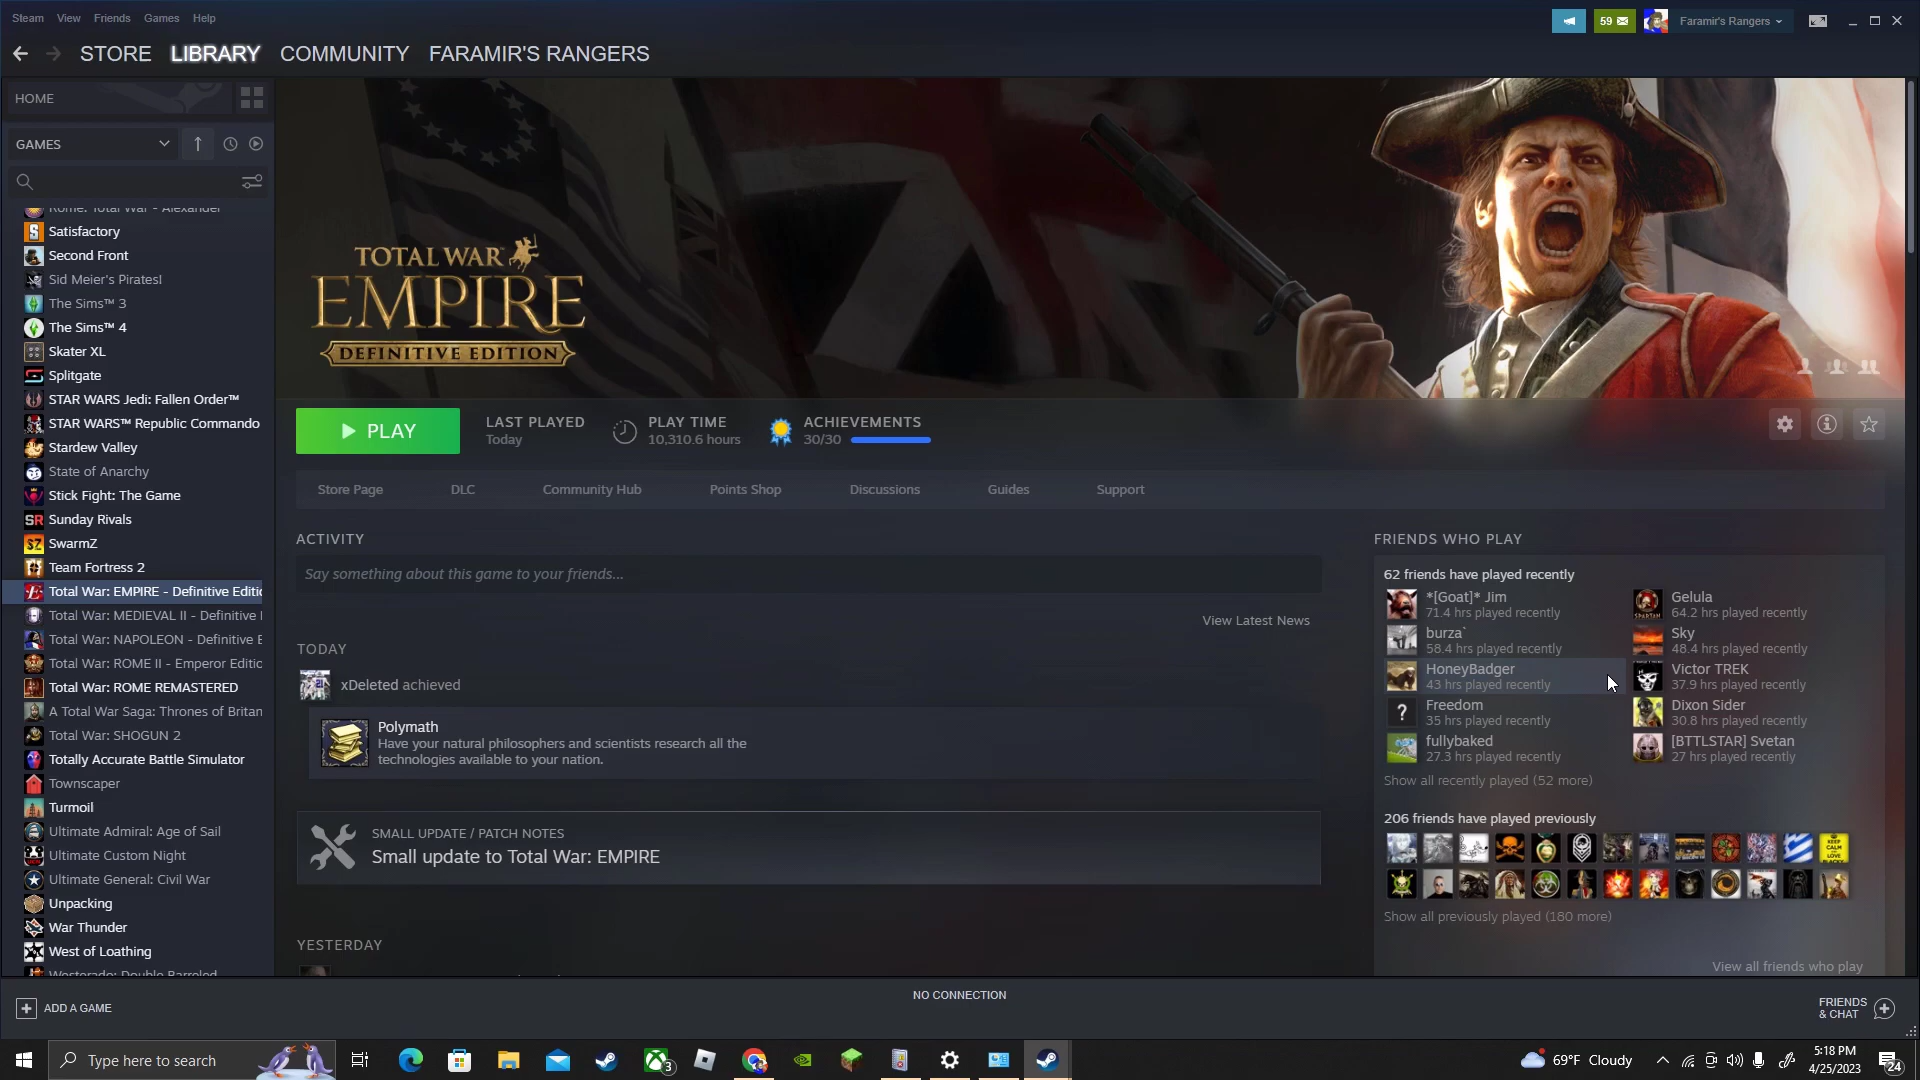 Steam View Friends Games Help
59
Faramir's Rangers
STORE LIBRARY COMMUNITY FARAMIR'S RANGERS
HOME
GAMES
Rome: Total War - Alexander
Satisfactory
Second Front
Sid Meier's Pirates!
The Sims™ 3
The Sims™ 4
Skater XL
Splitgate
STAR WARS Jedi: Fallen Order™
STAR WARS™ Republic Commando
Stardew Valley
State of Anarchy
Stick Fight: The Game
Sunday Rivals
SwarmZ
Team Fortress 2
Total War: EMPIRE - Definitive Editic
Total War: MEDIEVAL II - Definitive I
Total War: NAPOLEON - Definitive E
Total War: ROME II - Emperor Editic
Total War: ROME REMASTERED
A Total War Saga: Thrones of Britan
Total War: SHOGUN 2
Totally Accurate Battle Simulator
Townscaper
Turmoil
Ultimate Admiral: Age of Sail
Ultimate Custom Night
Ultimate General: Civil War
Unpacking
War Thunder
West of Loathing
Westerado: Double Barreled
TOTAL WAR
EMPIRE
DEFINITIVE EDITION
PLAY
LAST PLAYED
Today
PLAY TIME
10,310.6 hours
ACHIEVEMENTS
30/30
Store Page DLC Community Hub Points Shop Discussions Guides Support
ACTIVITY
Say something about this game to your friends...
View Latest News
TODAY
xDeleted achieved
Polymath
Have your natural philosophers and scientists research all the
technologies available to your nation.
SMALL UPDATE / PATCH NOTES
Small update to Total War: EMPIRE
YESTERDAY
FRIENDS WHO PLAY
62 friends have played recently
*[Goat]* Jim
71.4 hrs played recently
Gelula
64.2 hrs played recently
burza`
58.4 hrs played recently
Sky
48.4 hrs played recently
HoneyBadger
43 hrs played recently
Victor TREK
37.9 hrs played recently
Freedom
35 hrs played recently
Dixon Sider
30.8 hrs played recently
fullybaked
27.3 hrs played recently
[BTTLSTAR] Svetan
27 hrs played recently
Show all recently played (52 more)
206 friends have played previously
Show all previously played (180 more)
View all friends who play
ADD A GAME
NO CONNECTION
FRIENDS
& CHAT
Type here to search
3
69°F Cloudy
5:18 PM
4/25/2023
24